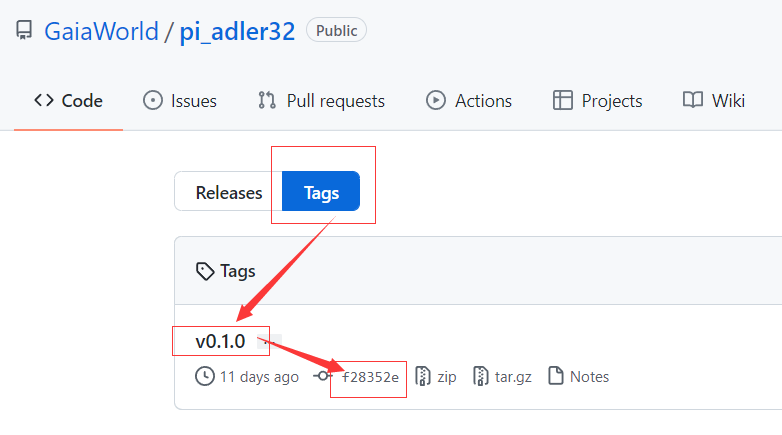 GaiaWorld / pi_adler32 Public
Code Issues Pull requests Actions Projects Wiki
Releases Tags
Tags
v0.1.0
11 days ago f28352e zip tar.gz Notes